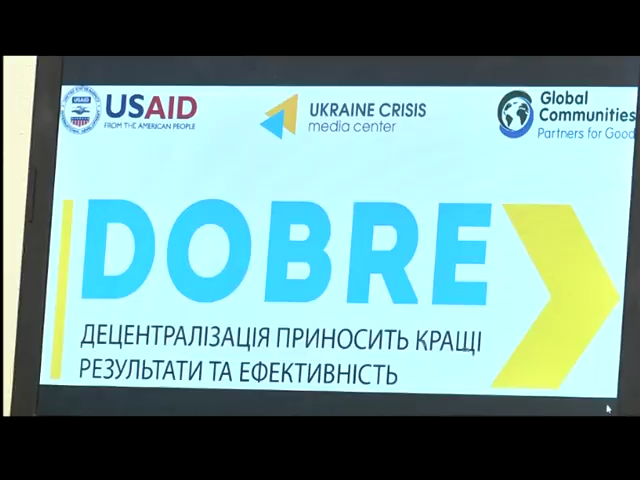 USAID
FROM THE AMERICAN PEOPLE
UKRAINE CRISIS
media center
Global
Communities
Partners for Good
DOBRE
ДЕЦЕНТРАЛІЗАЦІЯ ПРИНОСИТЬ КРАЩІ
РЕЗУЛЬТАТИ ТА ЕФЕКТИВНІСТЬ